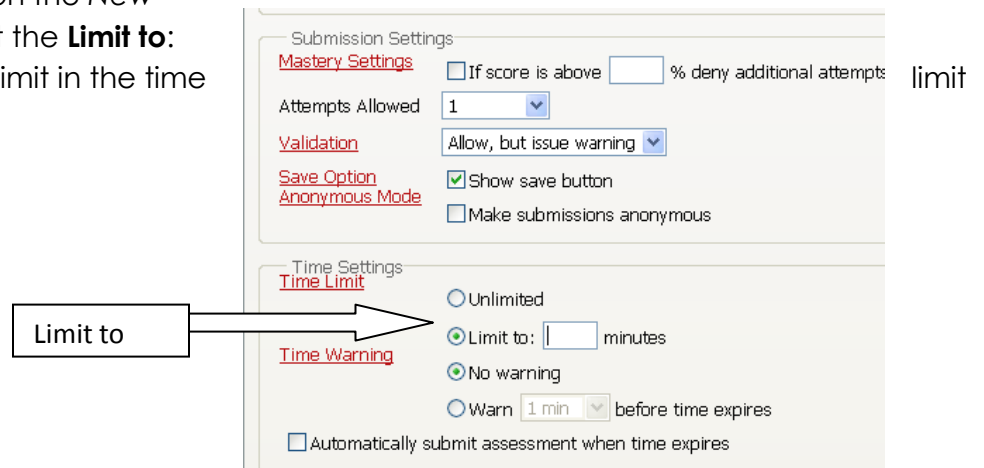 on the New
the Limit to:
limit in the time limit
Submission Settings
Mastery Settings If score is above % deny additional attempts
Attempts Allowed 1
Validation Allow, but issue warning
Save Option Show save button
Anonymous Mode
Make submissions anonymous
Time Settings
Time Limit
Unlimited
Limit to
Limit to: minutes
Time Warning
No warning
Warn 1 min before time expires
Automatically submit assessment when time expires